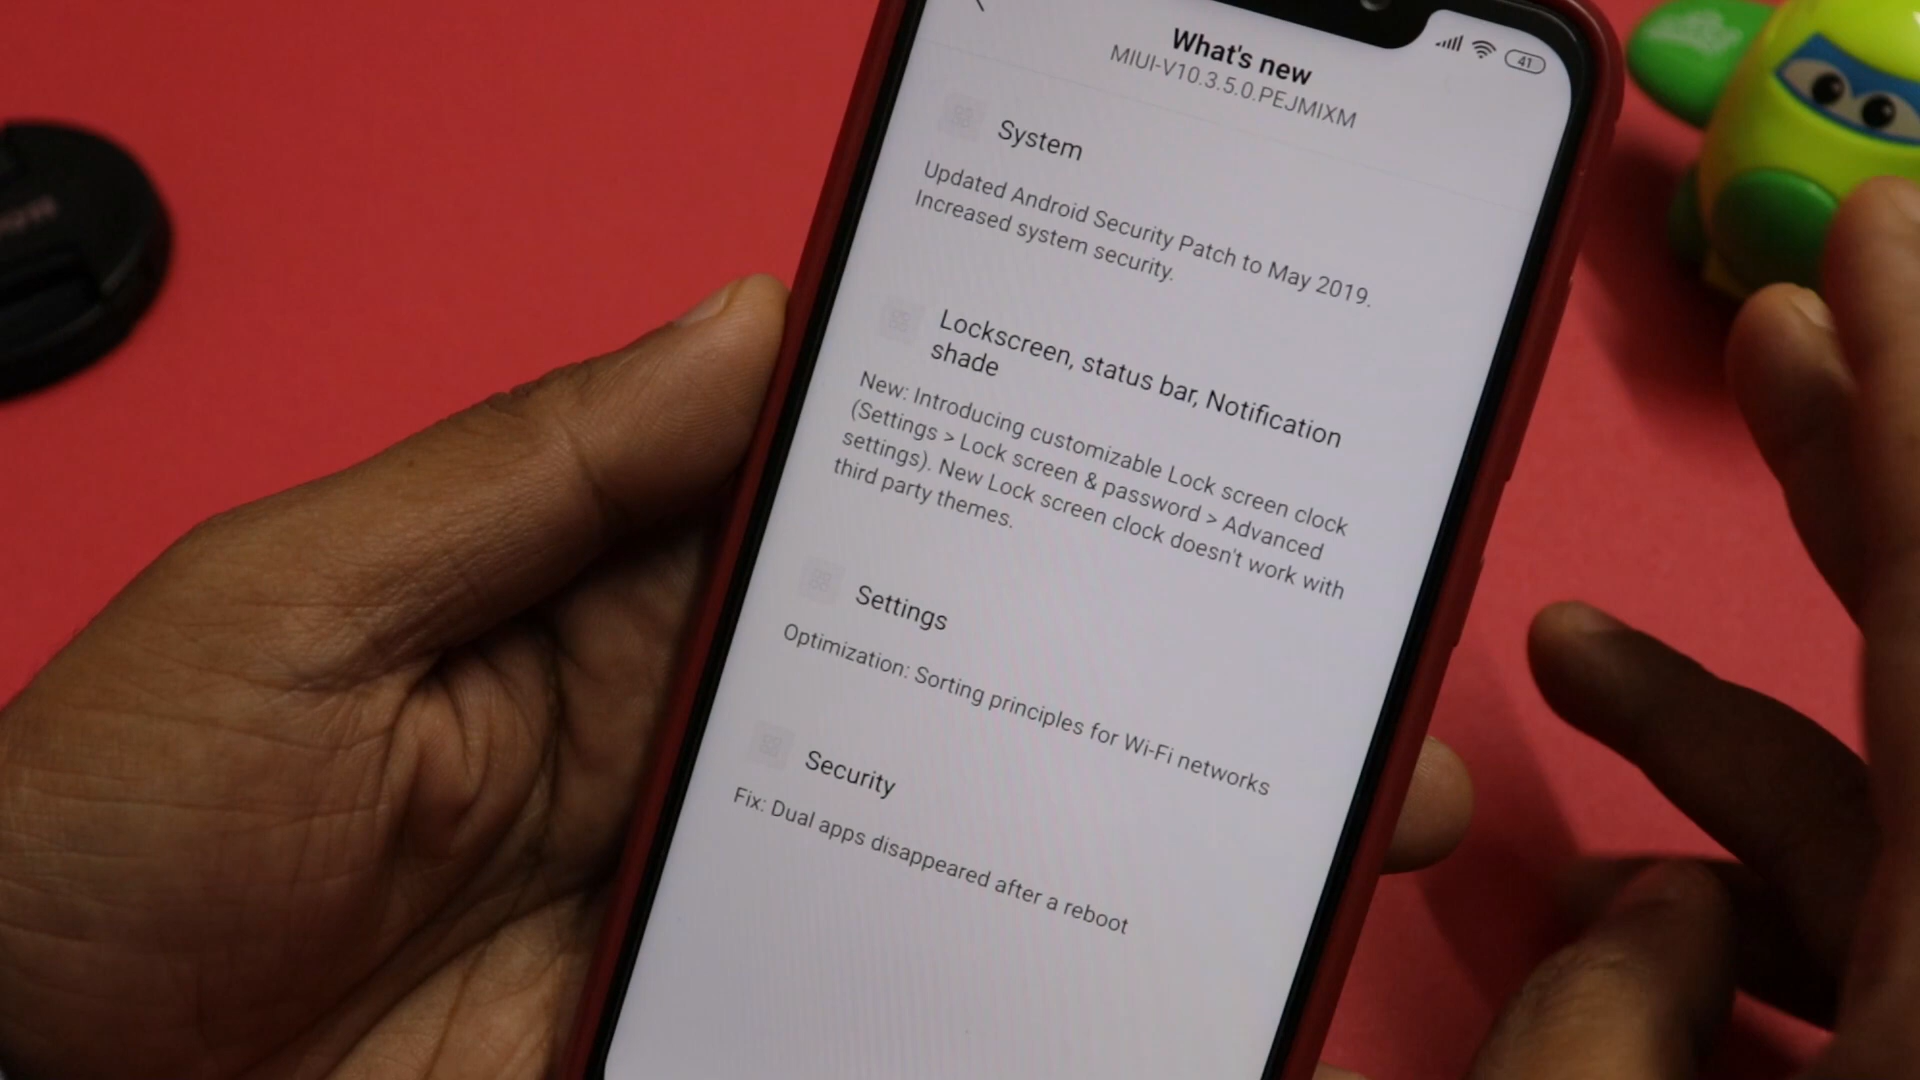 What's new
MIUI-V10.3.5.0.PEJMIXM
41
System
Updated Android Security Patch to May 2019.
Increased system security.
Lockscreen, status bar, Notification
shade
New: Introducing customizable Lock screen clock
(Settings > Lock screen & password > Advanced
settings). New Lock screen clock doesn't work with
third party themes.
Settings
Optimization: Sorting principles for Wi-Fi networks
Security
Fix: Dual apps disappeared after a reboot